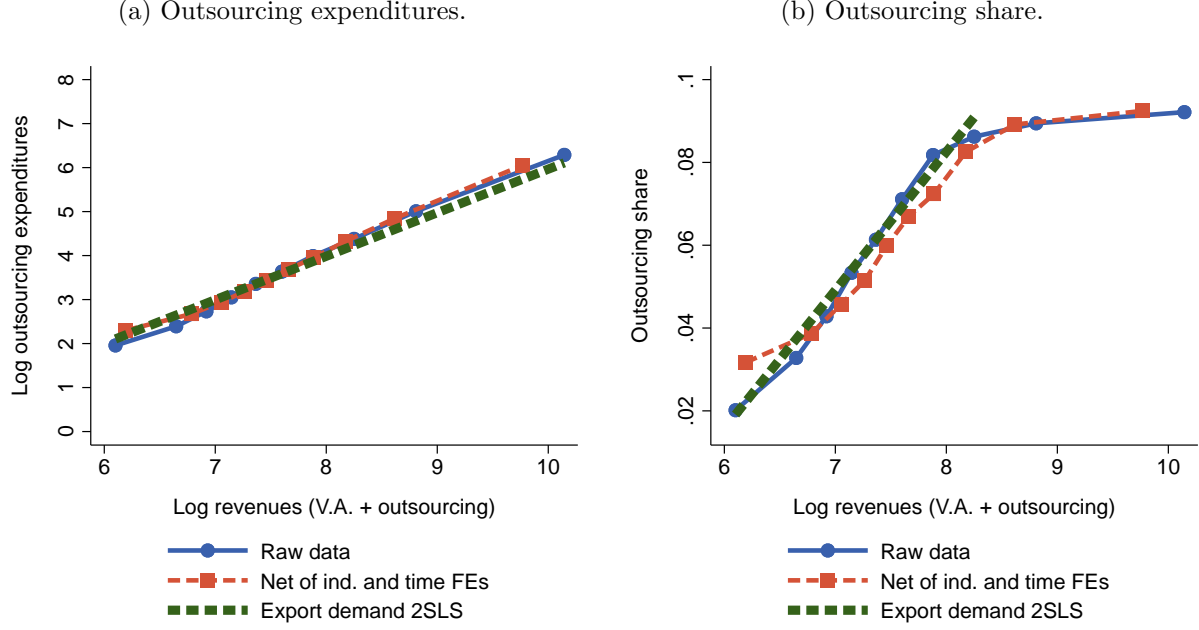 (a) Outsourcing expenditures.
Log outsourcing expenditures
8
7
6
5
4
3
2
1
0
6 7 8 9 10
Log revenues (V.A. + outsourcing)
Raw data
Net of ind. and time FEs
Export demand 2SLS
(b) Outsourcing share.
Outsourcing share
.1
.08
.06
.04
.02
6 7 8 9 10
Log revenues (V.A. + outsourcing)
Raw data
Net of ind. and time FEs
Export demand 2SLS